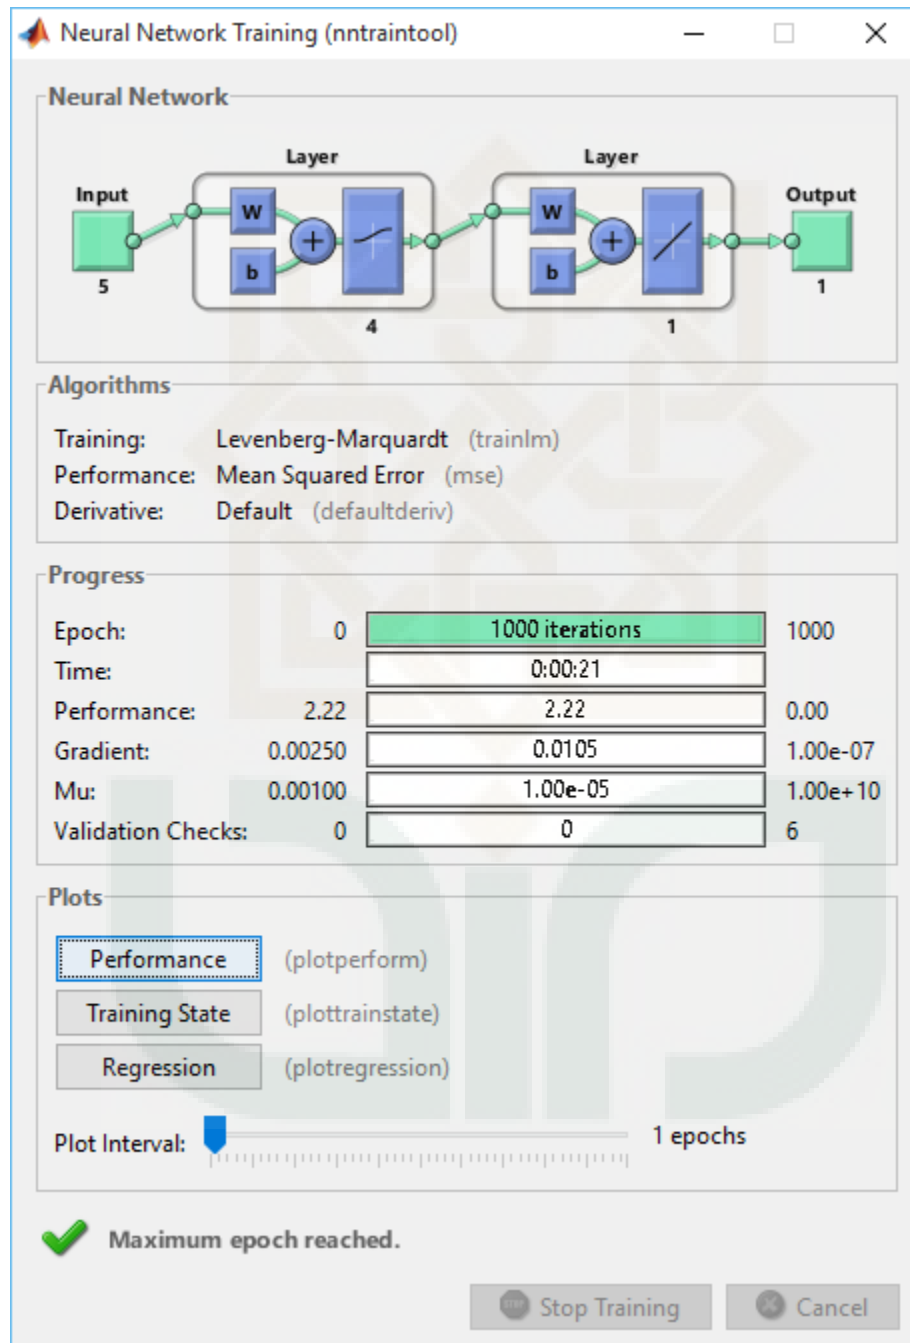 Neural Network Training (nntraintool)
Neural Network
Layer Layer
Input Output
W W
b b
5 1
4 1
Algorithms
Training: Levenberg-Marquardt (trainlm)
Performance: Mean Squared Error (mse)
Derivative: Default (defaultderiv)
Progress
Epoch: 0 1000 iterations 1000
Time: 0:00:21
Performance: 2.22 2.22 0.00
Gradient: 0.00250 0.0105 1.00e-07
Mu: 0.00100 1.00e-05 1.00e+10
Validation Checks: 0 0 6
Plots
Performance (plotperform)
Training State (plottrainstate)
Regression (plotregression)
Plot Interval: 1 epochs
Maximum epoch reached.
STOP Stop Training Cancel